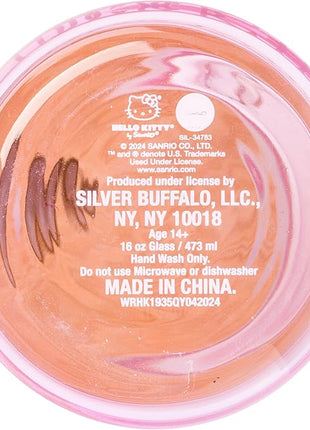 HELLO KITTY®
by Sanrio®
SIL-34783
© 2024 SANRIO CO., LTD.
™ and ® denote U.S. Trademarks
Used Under License.
www.sanrio.com
Produced under license by
SILVER BUFFALO, LLC.,
NY, NY 10018
Age 14+
16 oz Glass / 473 ml
Hand Wash Only.
Do not use Microwave or dishwasher
MADE IN CHINA.
WRHK1935QY042024